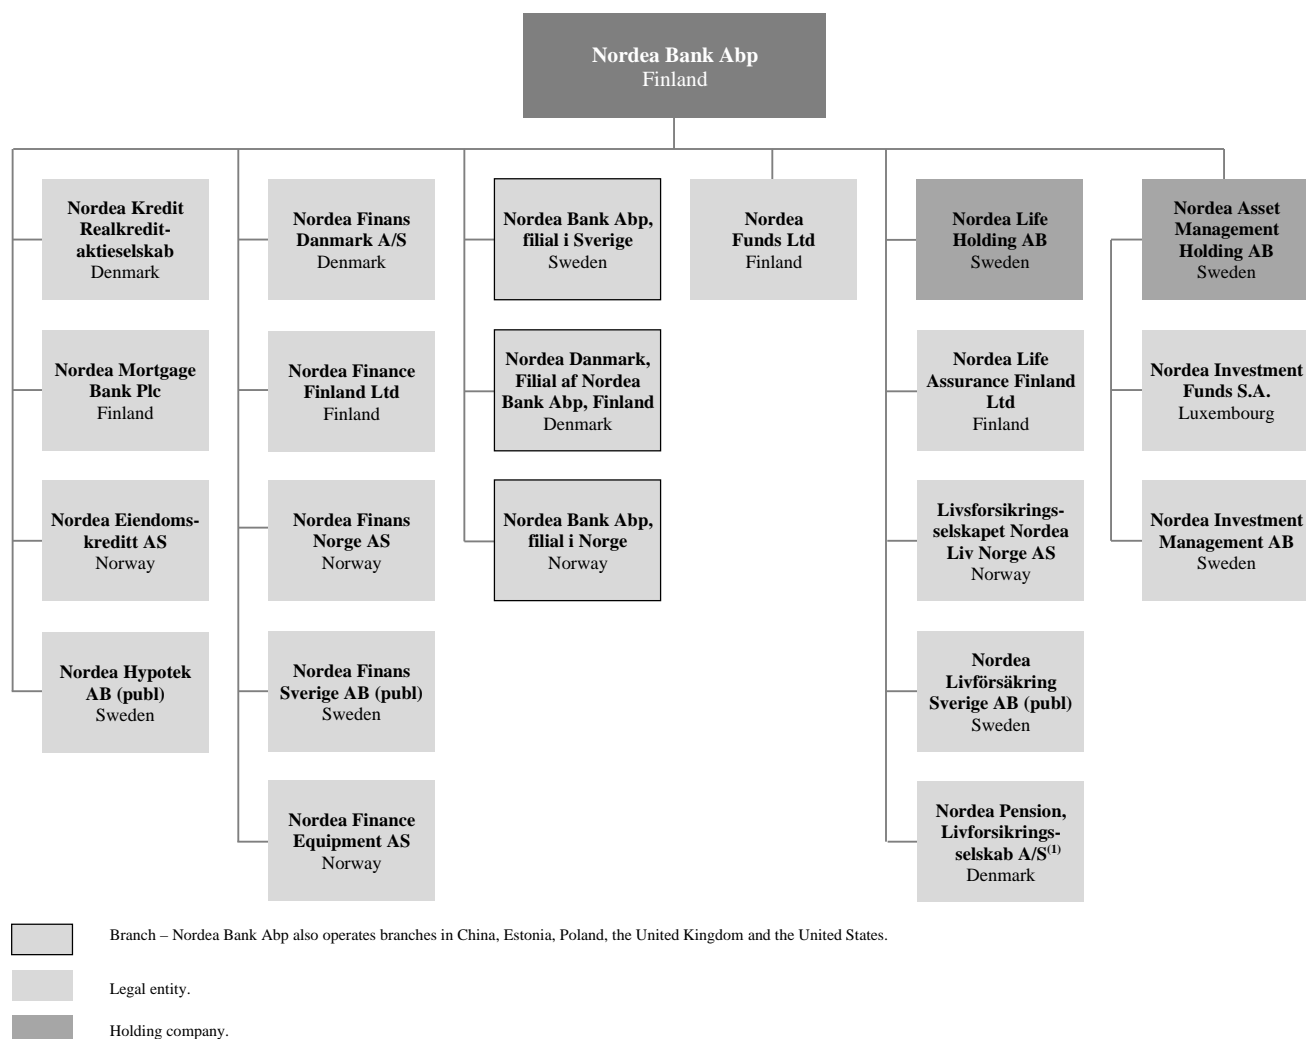 Nordea Bank Abp
Finland
Nordea Kredit
Realkredit-
aktieselskab
Denmark
Nordea Finans
Danmark A/S
Denmark
Nordea Bank Abp,
filial i Sverige
Sweden
Nordea
Funds Ltd
Finland
Nordea Life
Holding AB
Sweden
Nordea Asset
Management
Holding AB
Sweden
Nordea Mortgage
Bank Plc
Finland
Nordea Finance
Finland Ltd
Finland
Nordea Danmark,
Filial af Nordea
Bank Abp, Finland
Denmark
Nordea Life
Assurance Finland
Ltd
Finland
Nordea Investment
Funds S.A.
Luxembourg
Nordea Eiendoms-
kreditt AS
Norway
Nordea Finans
Norge AS
Norway
Nordea Bank Abp,
filial i Norge
Norway
Livsforsikrings-
selskapet Nordea
Liv Norge AS
Norway
Nordea Investment
Management AB
Sweden
Nordea Hypotek
AB (publ)
Sweden
Nordea Finans
Sverige AB (publ)
Sweden
Nordea
Livförsäkring
Sverige AB (publ)
Sweden
Nordea Finance
Equipment AS
Norway
Nordea Pension,
Livforsikrings-
selskab A/S(1)
Denmark
Branch – Nordea Bank Abp also operates branches in China, Estonia, Poland, the United Kingdom and the United States.
Legal entity.
Holding company.